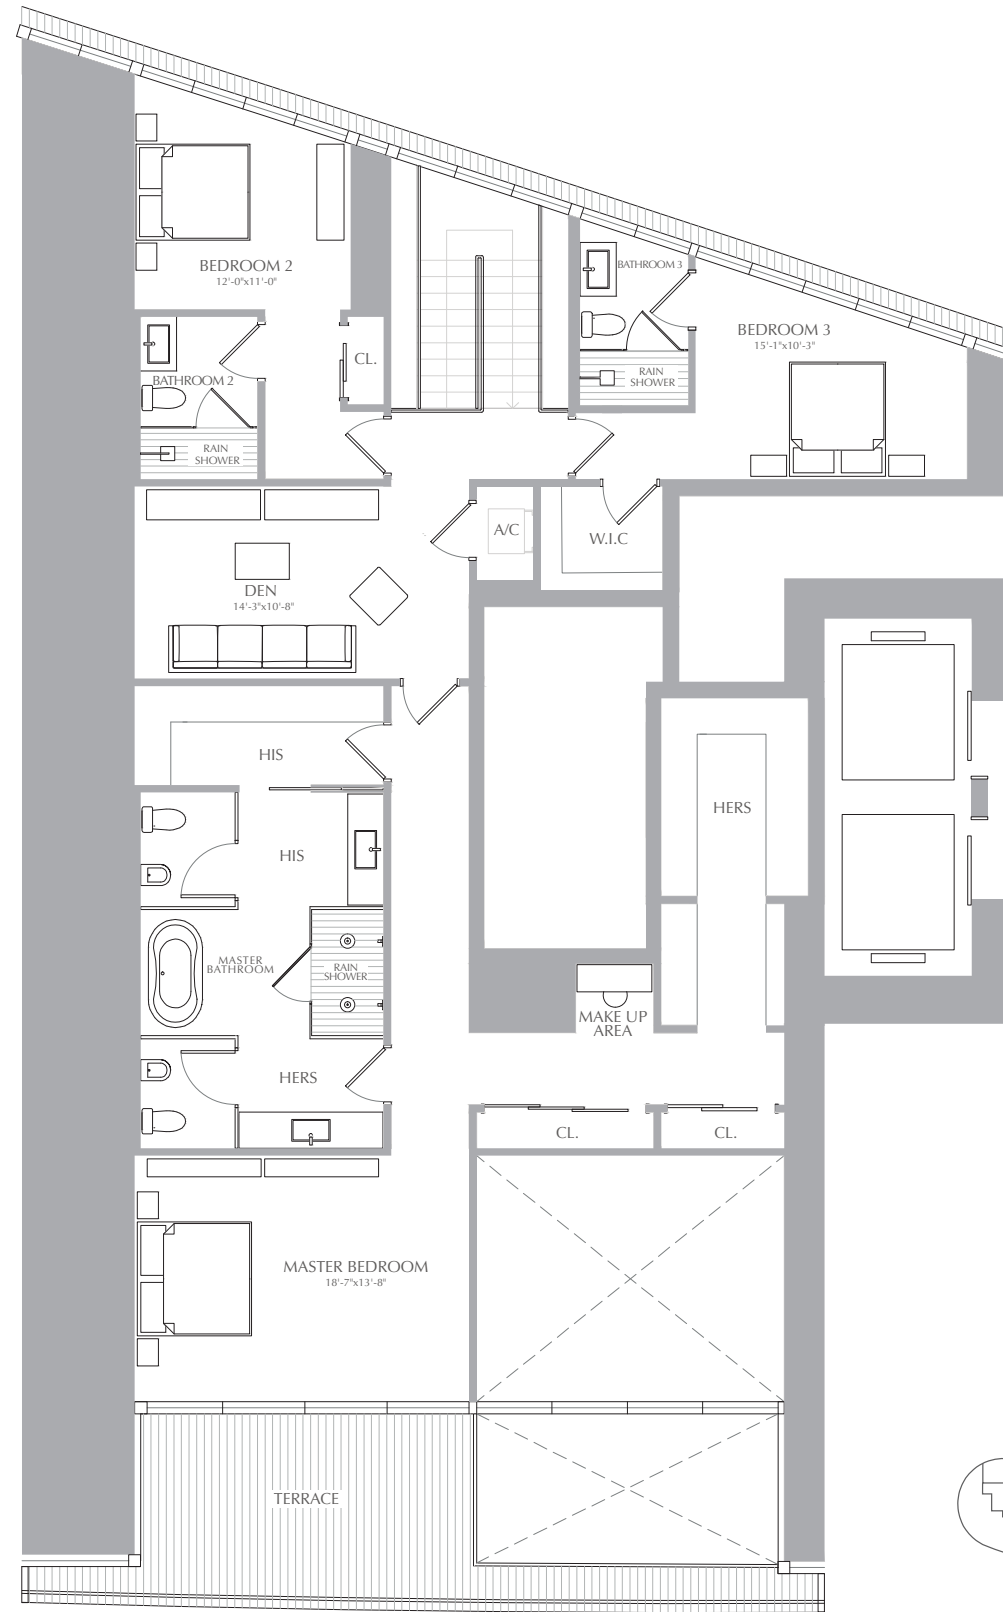 BEDROOM 2
12'-0"x11'-0"
BATHROOM 3
BEDROOM 3
15'-1"x10'-3"
CL.
BATHROOM 2
RAIN
SHOWER
RAIN
SHOWER
A/C
W.I.C
DEN
14'-3"x10'-8"
HIS
HERS
HIS
MASTER
BATHROOM
RAIN
SHOWER
MAKE UP
AREA
HERS
CL.
CL.
MASTER BEDROOM
18'-7"x13'-8"
TERRACE